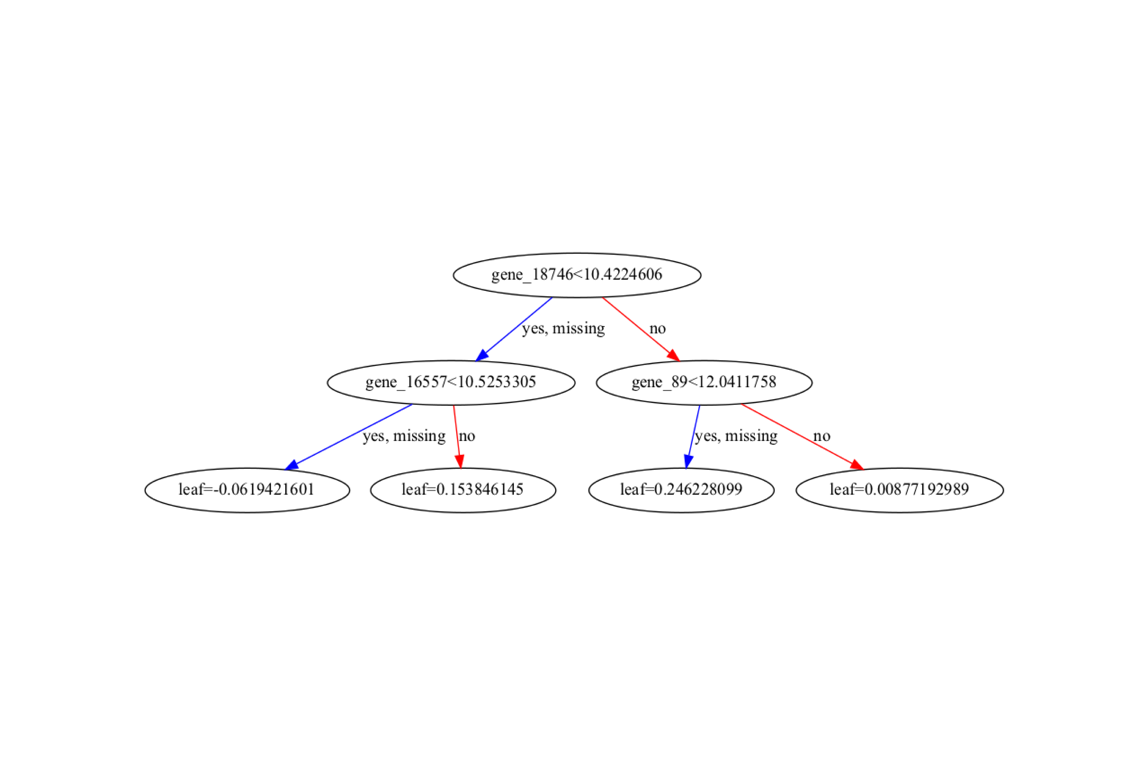 gene_18746<10.4224606
yes, missing
no
gene_16557<10.5253305
gene_89<12.0411758
yes, missing
no
yes, missing
no
leaf=-0.0619421601
leaf=0.153846145
leaf=0.246228099
leaf=0.00877192989